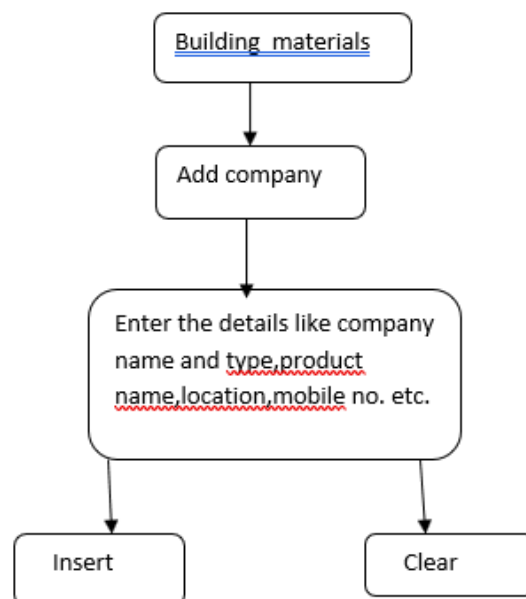 Building  materials
Add company
Enter the details like company
name and type,product
name,location,mobile no. etc.
Insert
Clear